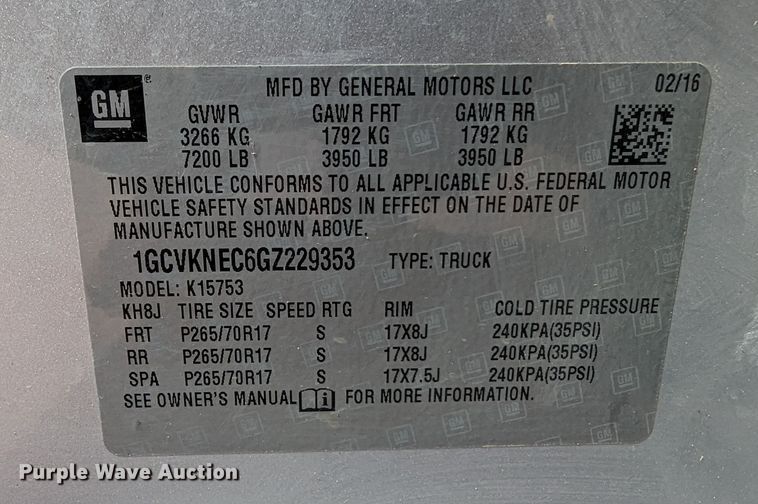 GM ® MFD BY GENERAL MOTORS LLC 02/16
GVWR GAWR FRT GAWR RR
3266 KG 1792 KG 1792 KG
7200 LB 3950 LB 3950 LB
THIS VEHICLE CONFORMS TO ALL APPLICABLE U.S. FEDERAL MOTOR
VEHICLE SAFETY STANDARDS IN EFFECT ON THE DATE OF
MANUFACTURE SHOWN ABOVE.
1GCVKNEC6GZ229353 TYPE: TRUCK
MODEL: K15753
KH8J TIRE SIZE SPEED RTG RIM COLD TIRE PRESSURE
FRT P265/70R17 S 17X8J 240KPA(35PSI)
RR P265/70R17 S 17X8J 240KPA(35PSI)
SPA P265/70R17 S 17X7.5J 240KPA(35PSI)
SEE OWNER'S MANUAL i FOR MORE INFORMATION.
Purple Wave Auction